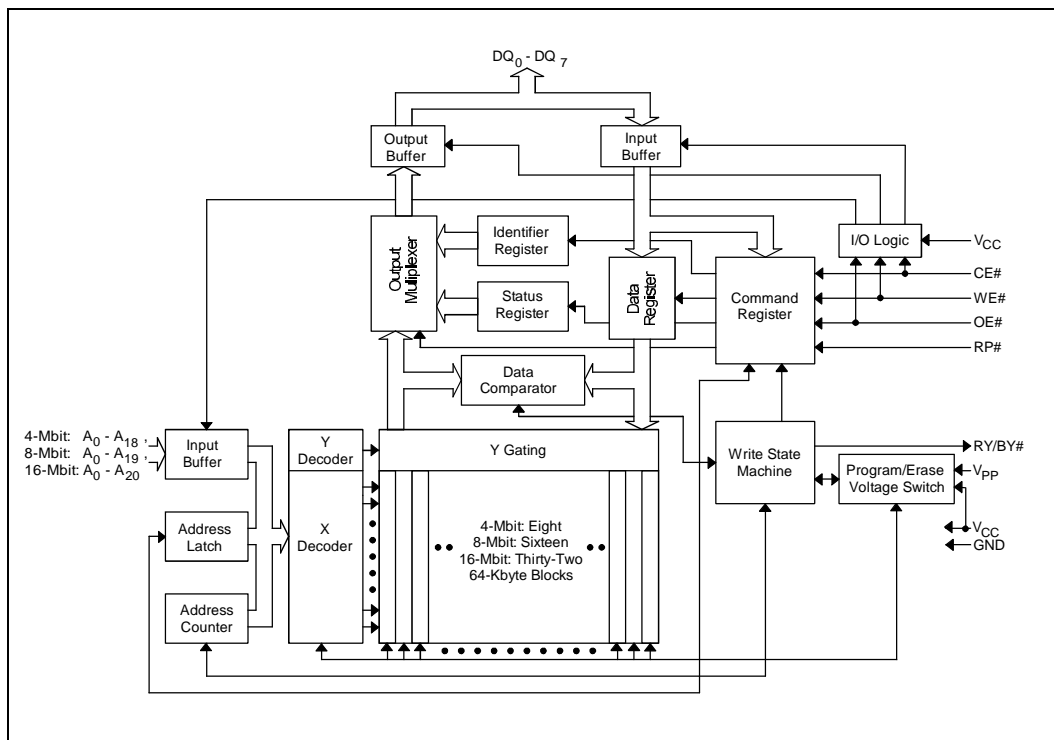 DQ0 - DQ 7
Output
Buffer
Input
Buffer
Output
Multiplexer
Identifier
Register
Status
Register
Data
Register
Command
Register
I/O Logic
VCC
CE#
WE#
OE#
RP#
Data
Comparator
4-Mbit: A0 - A18 ,
8-Mbit: A0 - A19 ,
16-Mbit: A0 - A20
Input
Buffer
Y
Decoder
Y Gating
Write State
Machine
RY/BY#
Program/Erase
Voltage Switch
VPP
VCC
GND
Address
Latch
X
Decoder
4-Mbit: Eight
8-Mbit: Sixteen
16-Mbit: Thirty-Two
64-Kbyte Blocks
Address
Counter